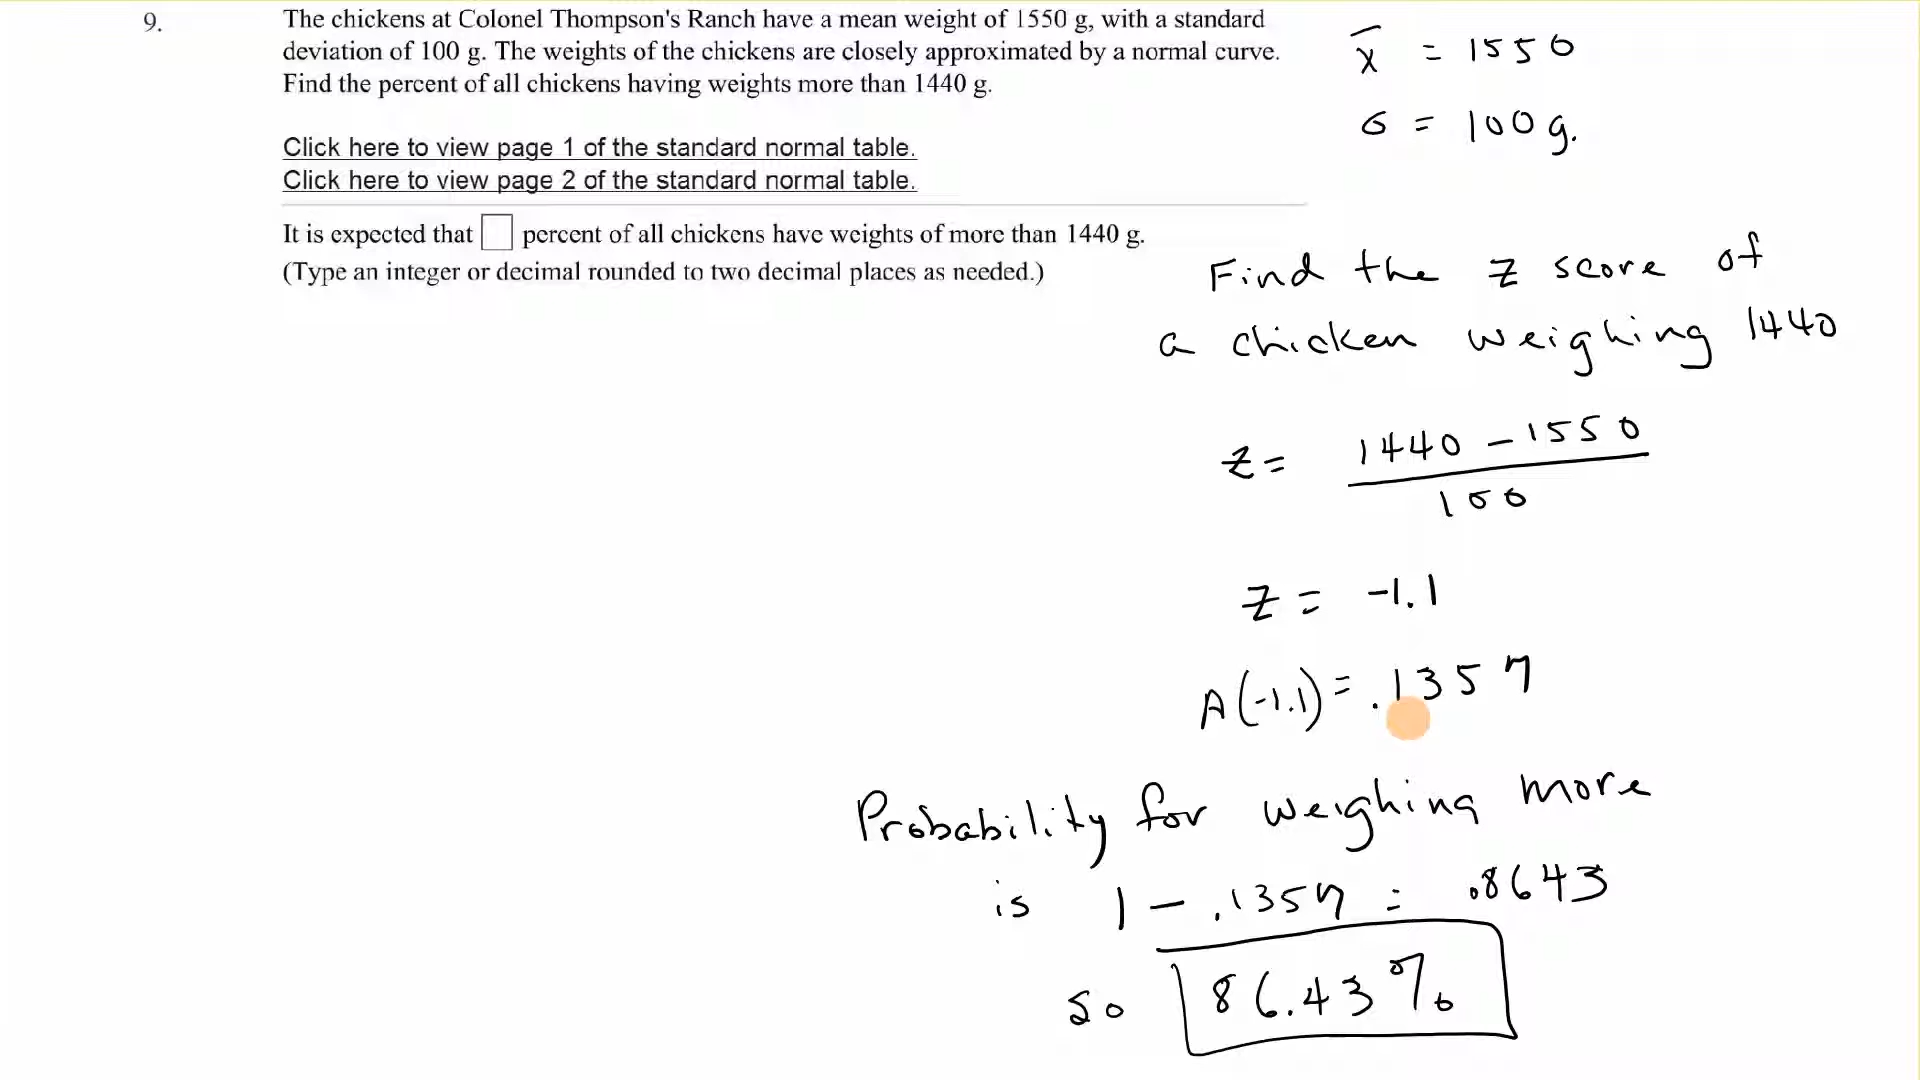 9.
The chickens at Colonel Thompson's Ranch have a mean weight of 1550 g, with a standard
deviation of 100 g. The weights of the chickens are closely approximated by a normal curve.
Find the percent of all chickens having weights more than 1440 g.
Click here to view page 1 of the standard normal table.
Click here to view page 2 of the standard normal table.
It is expected that □ percent of all chickens have weights of more than 1440 g.
(Type an integer or decimal rounded to two decimal places as needed.)
x̄ = 1550
σ = 100 g.
Find the z score of
a chicken weighing 1440
z = 1440 - 1550
100
z = -1.1
A(-1.1) = .1357
Probability for weighing more
is 1 - .1357 = .8643
so 86.43%